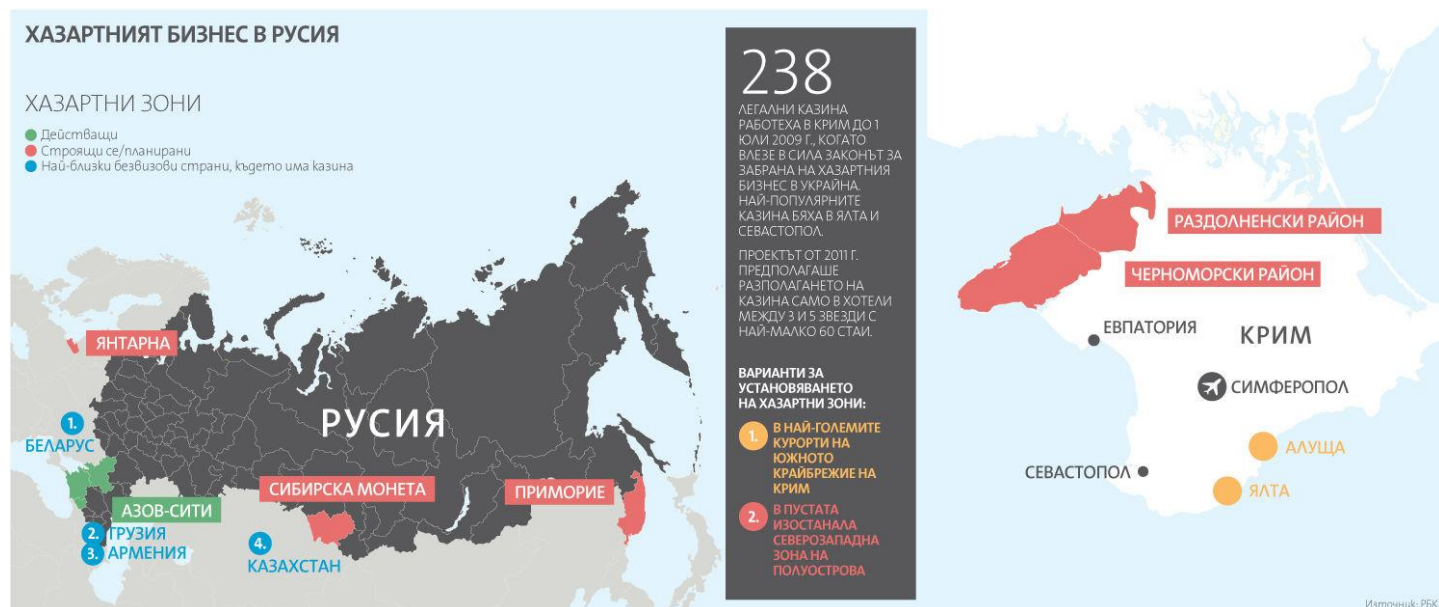 ХАЗАРТНИЯТ БИЗНЕС В РУСИЯ
ХАЗАРТНИ ЗОНИ
Действащи
Строящи се/планирани
Най-близки безвизови страни, където има казина
ЯНТАРНА
1.
БЕЛАРУС
РУСИЯ
АЗОВ-СИТИ
2. ГРУЗИЯ
3. АРМЕНИЯ
СИБИРСКА МОНЕТА
4.
КАЗАХСТАН
ПРИМОРИЕ
238
ЛЕГАЛНИ КАЗИНА
РАБОТЕХА В КРИМ ДО 1
ЮЛИ 2009 Г., КОГАТО
ВЛЕЗЕ В СИЛА ЗАКОНЪТ ЗА
ЗАБРАНА НА ХАЗАРТНИЯ
БИЗНЕС В УКРАЙНА.
НАЙ-ПОПУЛЯРНИТЕ
КАЗИНА БЯХА В ЯЛТА И
СЕВАСТОПОЛ.
ПРОЕКТЪТ ОТ 2011 Г.
ПРЕДПОЛАГАШЕ
РАЗПОЛАГАНЕТО НА
КАЗИНА САМО В ХОТЕЛИ
МЕЖДУ 3 И 5 ЗВЕЗДИ С
НАЙ-МАЛКО 60 СТАИ.
ВАРИАНТИ ЗА
УСТАНОВЯВАНЕТО
НА ХАЗАРТНИ ЗОНИ:
1. В НАЙ-ГОЛЕМИТЕ
КУРОРТИ НА
ЮЖНОТО
КРАЙБРЕЖИЕ НА
КРИМ
2. В ПУСТАТА
ИЗОСТАНАЛА
СЕВЕРОЗАПАДНА
ЗОНА НА
ПОЛУОСТРОВА
РАЗДОЛНЕНСКИ РАЙОН
ЧЕРНОМОРСКИ РАЙОН
ЕВПАТОРИЯ
КРИМ
СИМФЕРОПОЛ
АЛУЩА
СЕВАСТОПОЛ
ЯЛТА
Източник: РБК